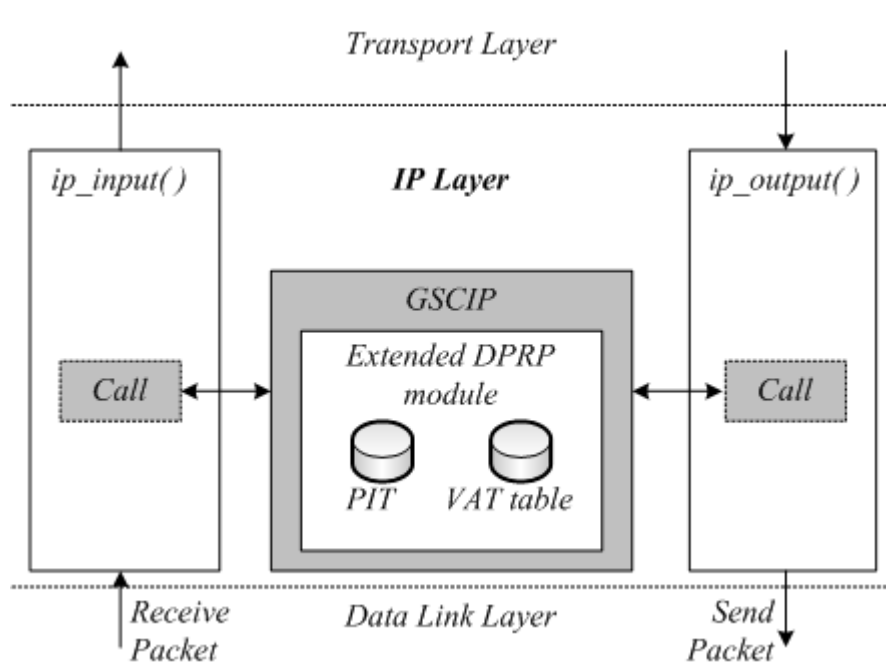 Transport Layer
ip_input( )
IP Layer
ip_output( )
GSCIP
Extended DPRP
module
Call
Call
PIT
VAT table
Receive
Packet
Data Link Layer
Send
Packet